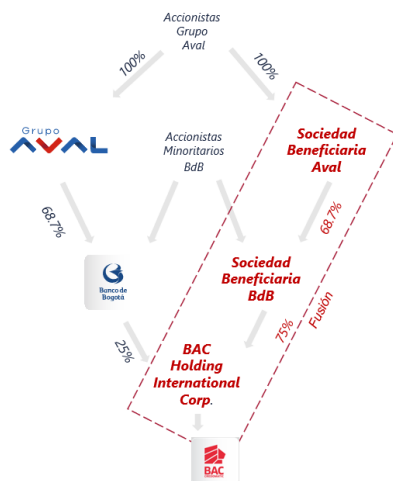 Accionistas
Grupo
Aval
100%
100%
Grupo
AVAL
Accionistas
Minoritarios
BdB
Sociedad
Beneficiaria
Aval
68.7%
68.7%
Banco de
Bogotá
Sociedad
Beneficiaria
BdB
25%
75%
Fusión
BAC
Holding
International
Corp.
BAC